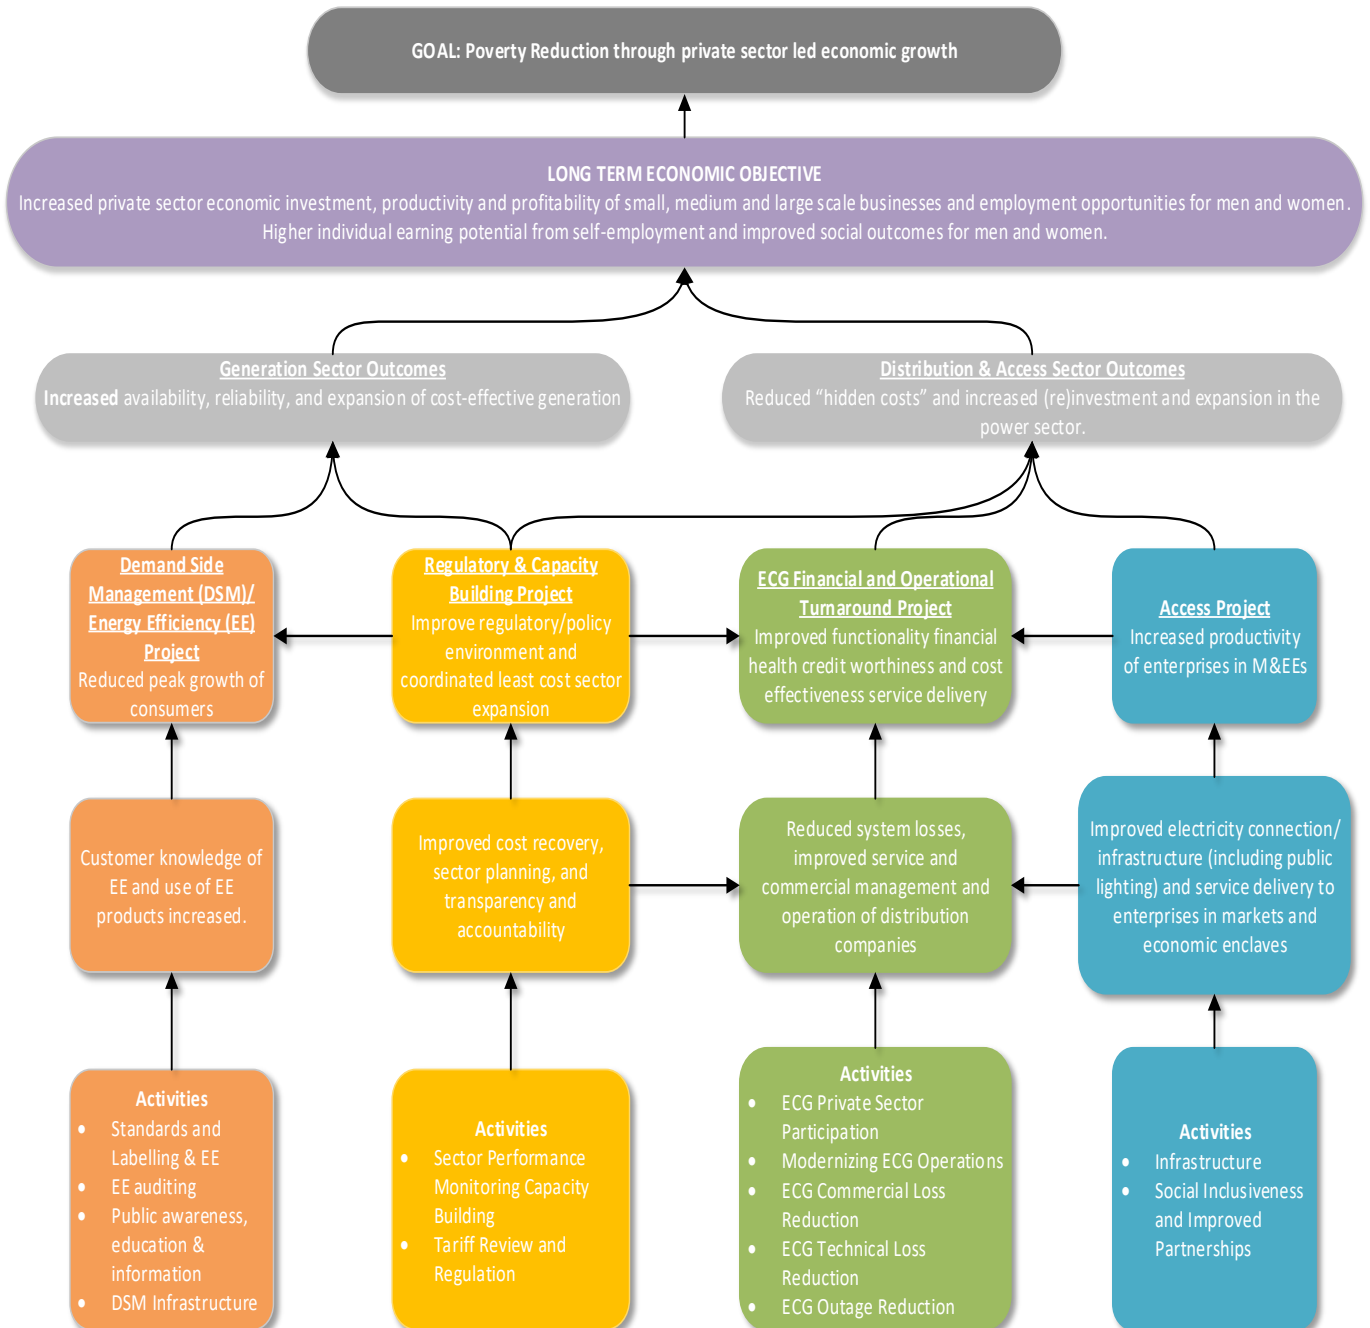 GOAL: Poverty Reduction through private sector led economic growth
LONG TERM ECONOMIC OBJECTIVE
Increased private sector economic investment, productivity and profitability of small, medium and large scale businesses and employment opportunities for men and women.
Higher individual earning potential from self-employment and improved social outcomes for men and women.
Generation Sector Outcomes
Increased availability, reliability, and expansion of cost-effective generation
Distribution & Access Sector Outcomes
Reduced “hidden costs” and increased (re)investment and expansion in the
power sector.
Demand Side
Management (DSM)/
Energy Efficiency (EE)
Project
Reduced peak growth of
consumers
Regulatory & Capacity
Building Project
Improve regulatory/policy
environment and
coordinated least cost sector
expansion
ECG Financial and Operational
Turnaround Project
Improved functionality financial
health credit worthiness and cost
effectiveness service delivery
Access Project
Increased productivity
of enterprises in M&EEs
Customer knowledge of
EE and use of EE
products increased.
Improved cost recovery,
sector planning, and
transparency and
accountability
Reduced system losses,
improved service and
commercial management and
operation of distribution
companies
Improved electricity connection/
infrastructure (including public
lighting) and service delivery to
enterprises in markets and
economic enclaves
Activities
• Standards and
Labelling & EE
• EE auditing
• Public awareness,
education &
information
• DSM Infrastructure
Activities
• Sector Performance
Monitoring Capacity
Building
• Tariff Review and
Regulation
Activities
• ECG Private Sector
Participation
• Modernizing ECG Operations
• ECG Commercial Loss
Reduction
• ECG Technical Loss
Reduction
• ECG Outage Reduction
Activities
• Infrastructure
• Social Inclusiveness
and Improved
Partnerships